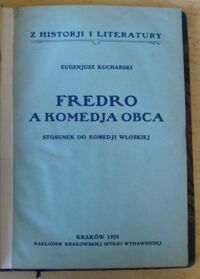 Z HISTORJI I LITERATURY
EUGENJUSZ KUCHARSKI
FREDRO
A KOMEDJA OBCA
STOSUNEK DO KOMEDJI WŁOSKIEJ
KRAKÓW 1921
NAKŁADEM KRAKOWSKIEJ SPÓŁKI WYDAWNICZEJ